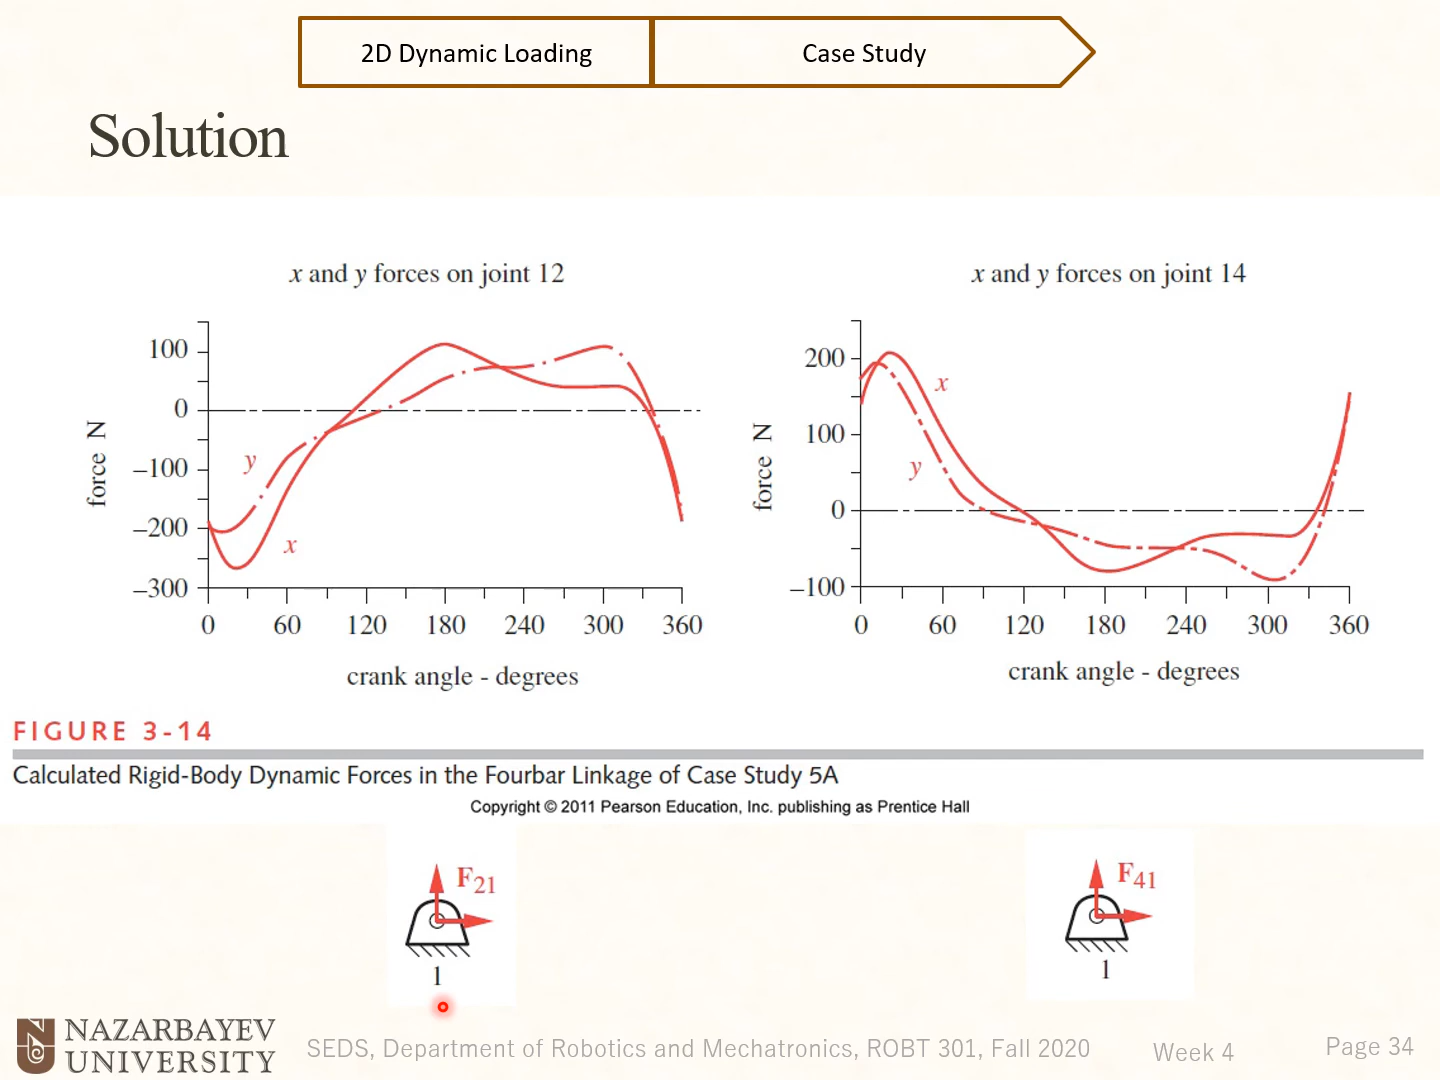 2D Dynamic Loading
Case Study
Solution
x and y forces on joint 12
force N
100
0
–100
–200
–300
y
x
0 60 120 180 240 300 360
crank angle - degrees
x and y forces on joint 14
force N
200
100
0
–100
x
y
0 60 120 180 240 300 360
crank angle - degrees
FIGURE 3-14
Calculated Rigid-Body Dynamic Forces in the Fourbar Linkage of Case Study 5A
Copyright © 2011 Pearson Education, Inc. publishing as Prentice Hall
F21
1
F41
1
NAZARBAYEV
UNIVERSITY
SEDS, Department of Robotics and Mechatronics, ROBT 301, Fall 2020
Week 4
Page 34